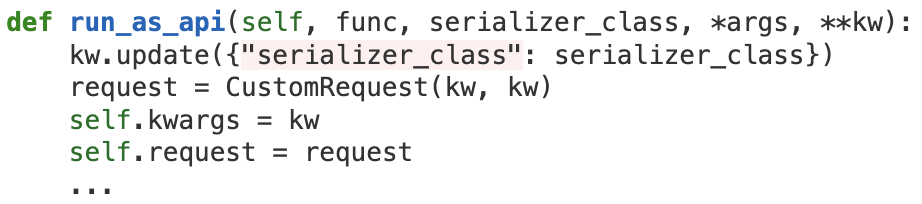 def run_as_api(self, func, serializer_class, *args, **kw):
    kw.update({"serializer_class": serializer_class})
    request = CustomRequest(kw, kw)
    self.kwargs = kw
    self.request = request
    ...